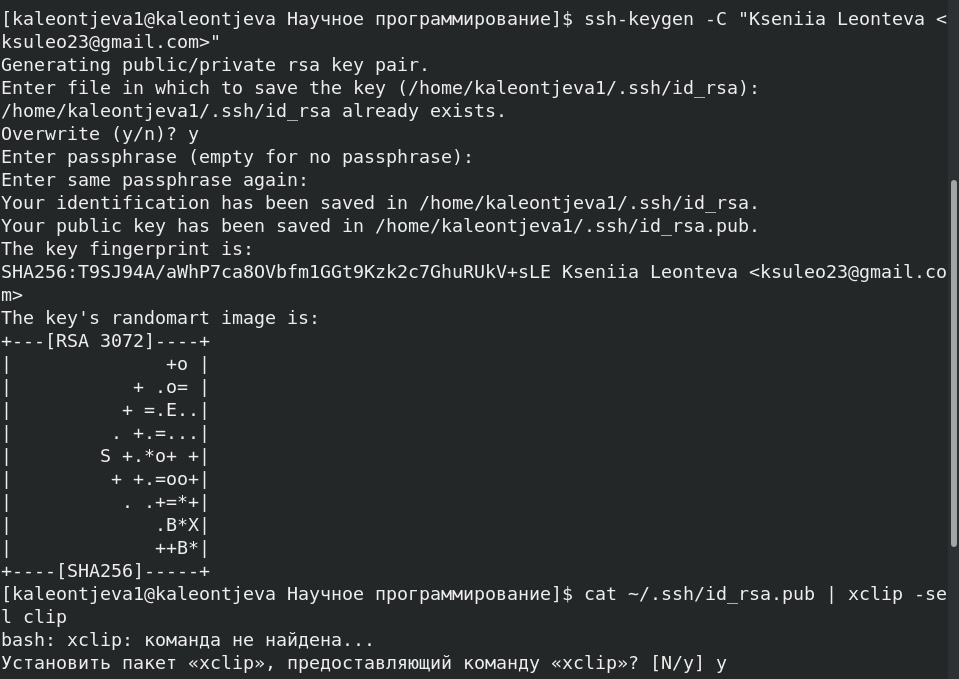 [kaleontjeva1@kaleontjeva Научное программирование]$ ssh-keygen -C "Kseniia Leonteva <
ksuleo23@gmail.com>"
Generating public/private rsa key pair.
Enter file in which to save the key (/home/kaleontjeva1/.ssh/id_rsa):
/home/kaleontjeva1/.ssh/id_rsa already exists.
Overwrite (y/n)? y
Enter passphrase (empty for no passphrase):
Enter same passphrase again:
Your identification has been saved in /home/kaleontjeva1/.ssh/id_rsa.
Your public key has been saved in /home/kaleontjeva1/.ssh/id_rsa.pub.
The key fingerprint is:
SHA256:T9SJ94A/aWhP7ca8OVbfm1GGt9Kzk2c7GhuRUkV+sLE Kseniia Leonteva <ksuleo23@gmail.co
m>
The key's randomart image is:
+---[RSA 3072]----+
|              +o |
|           + .o= |
|          + =.E..|
|         . +.=...|
|        S +.*o+ +|
|         + +.=oo+|
|          . .+=*+|
|             .B*X|
|             ++B*|
+----[SHA256]-----+
[kaleontjeva1@kaleontjeva Научное программирование]$ cat ~/.ssh/id_rsa.pub | xclip -se
l clip
bash: xclip: команда не найдена...
Установить пакет «xclip», предоставляющий команду «xclip»? [N/y] y